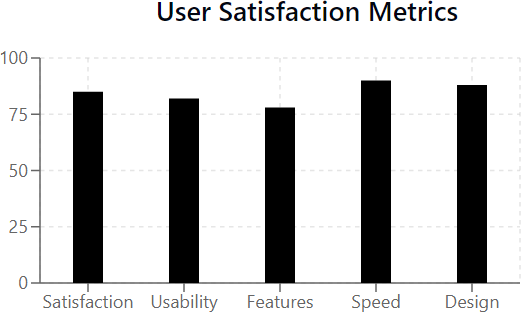 User Satisfaction Metrics
100
75
50
25
0
Satisfaction Usability Features Speed Design